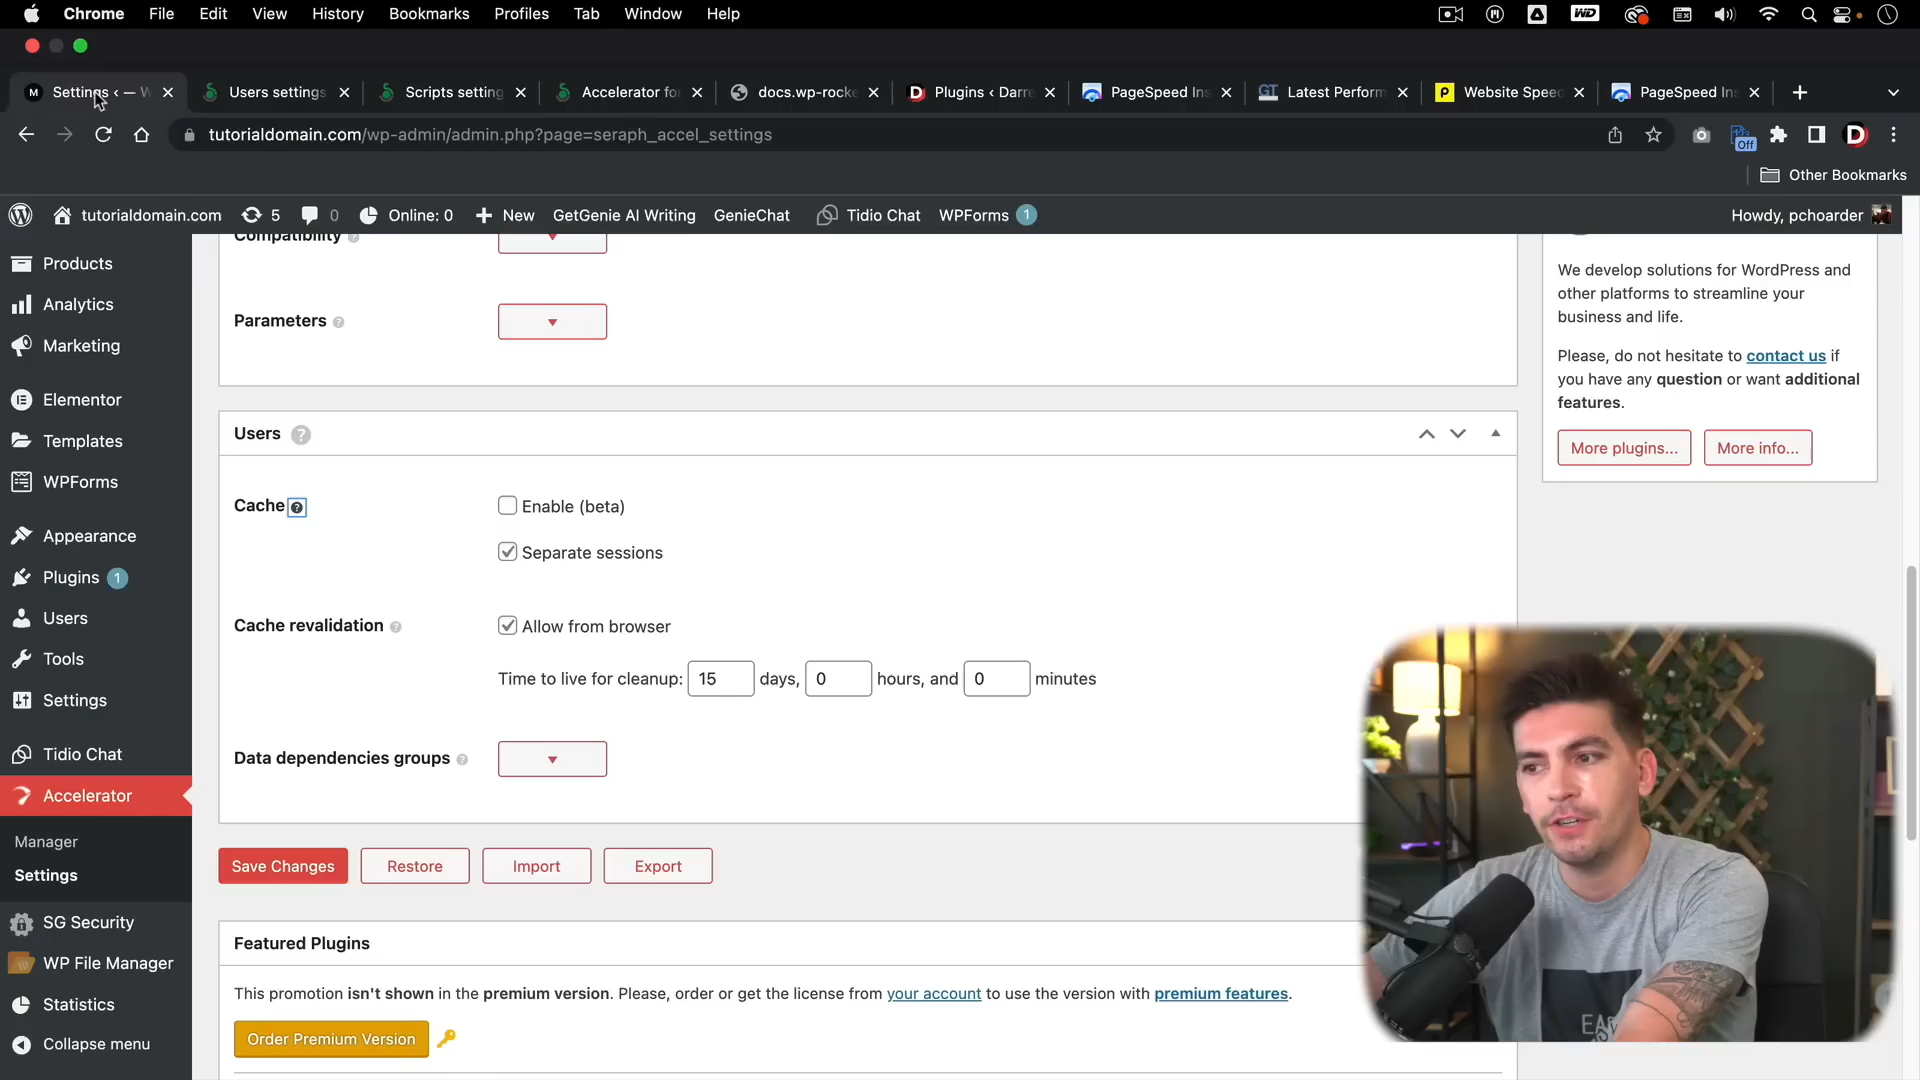 Chrome File Edit View History Bookmarks Profiles Tab Window Help
Settings ‹ — W Users settings Scripts setting Accelerator fo docs.wp-rocke Plugins ‹ Darre PageSpeed Ins Latest Perform Website Spee PageSpeed Ins
tutorialdomain.com/wp-admin/admin.php?page=seraph_accel_settings
Off
Other Bookmarks
tutorialdomain.com 5 0 Online: 0 New GetGenie AI Writing GenieChat Tidio Chat WPForms 1 Howdy, pchoarder
Products
Analytics
Marketing
Elementor
Templates
WPForms
Appearance
Plugins 1
Users
Tools
Settings
Tidio Chat
Accelerator
Manager
Settings
SG Security
WP File Manager
Statistics
Collapse menu
Compatibility
Parameters
Users
Cache
Enable (beta)
Separate sessions
Cache revalidation
Allow from browser
Time to live for cleanup: 15 days, 0 hours, and 0 minutes
Data dependencies groups
Save Changes Restore Import Export
Featured Plugins
This promotion isn't shown in the premium version. Please, order or get the license from your account to use the version with premium features.
Order Premium Version
We develop solutions for WordPress and
other platforms to streamline your
business and life.
Please, do not hesitate to contact us if
you have any question or want additional
features.
More plugins... More info...